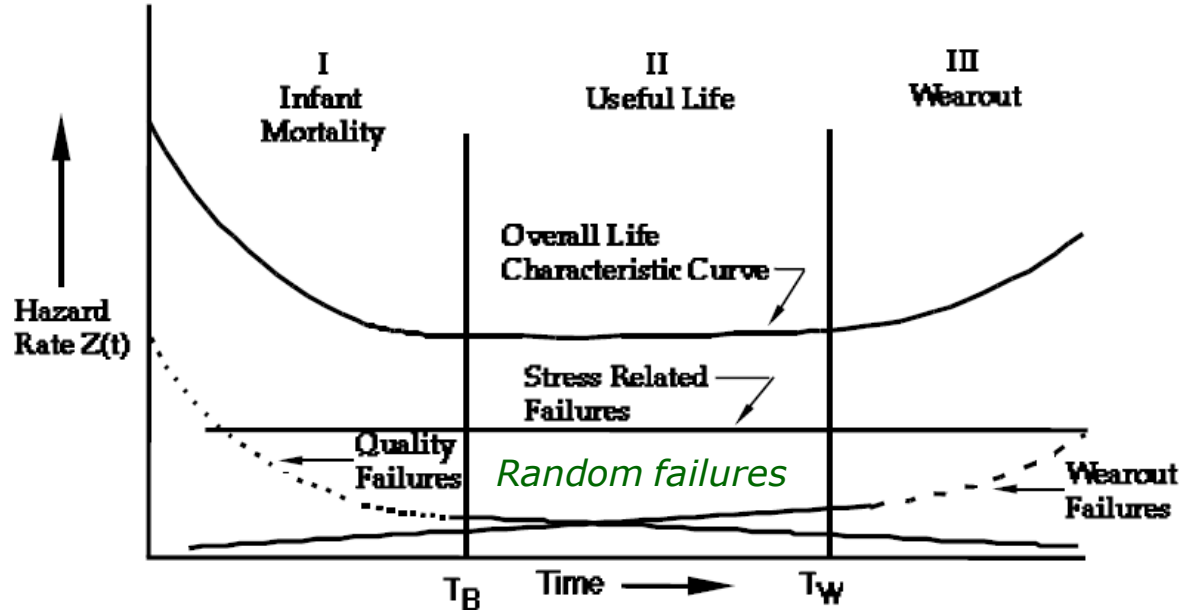 I
Infant
Mortality
II
Useful Life
III
Wearout
Overall Life
Characteristic Curve
Hazard
Rate Z(t)
Stress Related
Failures
Quality
Failures
Random failures
Wearout
Failures
TB
Time
TW